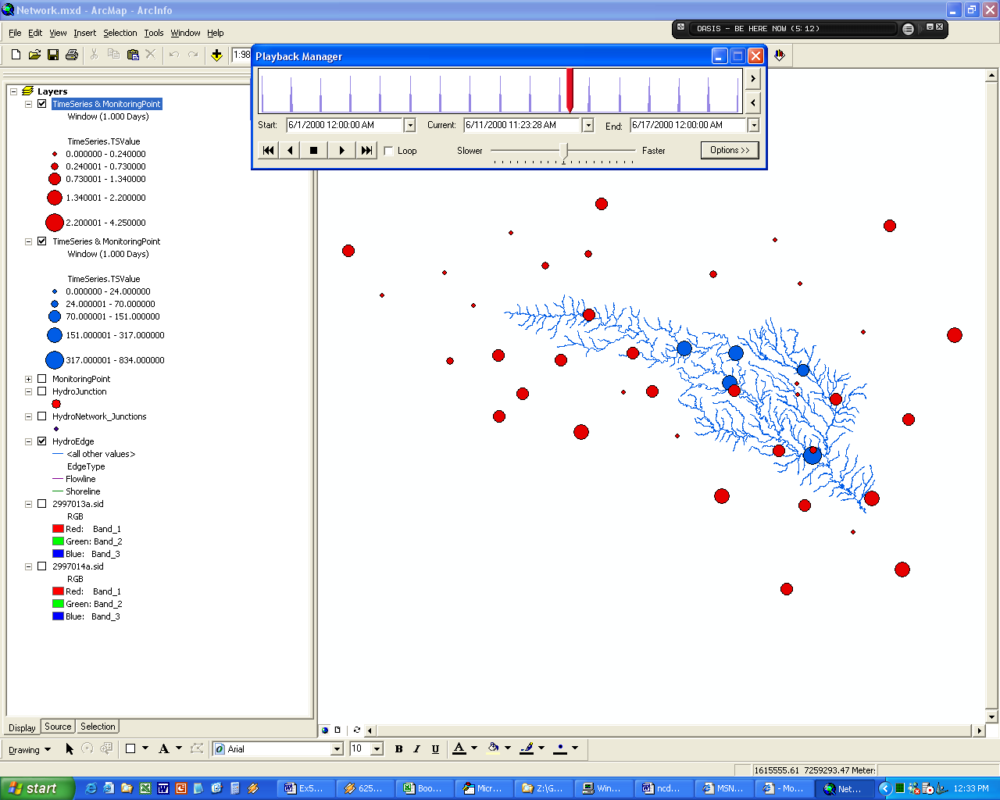 Network.mxd - ArcMap - ArcInfo
File Edit View Insert Selection Tools Window Help
OASIS - BE HERE NOW (5:12)
1:98
Playback Manager
Start: 6/1/2000 12:00:00 AM Current: 6/11/2000 11:23:28 AM End: 6/17/2000 12:00:00 AM
Loop Slower Faster Options >>
Layers
TimeSeries & MonitoringPoint
Window (1.000 Days)
TimeSeries.TSValue
0.000000 - 0.240000
0.240001 - 0.730000
0.730001 - 1.340000
1.340001 - 2.200000
2.200001 - 4.250000
TimeSeries & MonitoringPoint
Window (1.000 Days)
TimeSeries.TSValue
0.000000 - 24.000000
24.000001 - 70.000000
70.000001 - 151.000000
151.000001 - 317.000000
317.000001 - 834.000000
MonitoringPoint
HydroJunction
HydroNetwork_Junctions
HydroEdge
<all other values>
EdgeType
Flowline
Shoreline
2997013a.sid
RGB
Red: Band_1
Green: Band_2
Blue: Band_3
2997014a.sid
RGB
Red: Band_1
Green: Band_2
Blue: Band_3
Display Source Selection
Drawing A Arial 10 B I U A
1615555.61 7259293.47 Meters
start Ex5... 625... Boo... Micr... Z:\G... Win... ncd... MSN... - Mo... Net... 12:33 PM